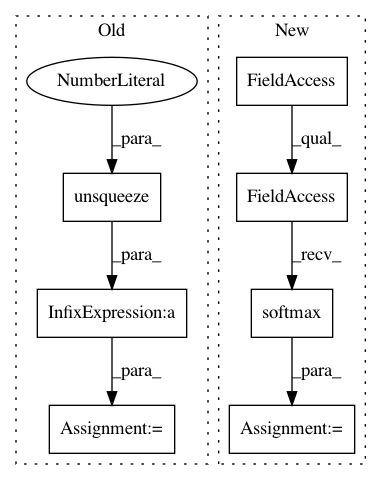 Old
New
NumberLiteral
FieldAccess
_para_
_qual_
unsqueeze
FieldAccess
_para_
_recv_
InfixExpression:a
softmax
_para_
_para_
Assignment:=
Assignment:=